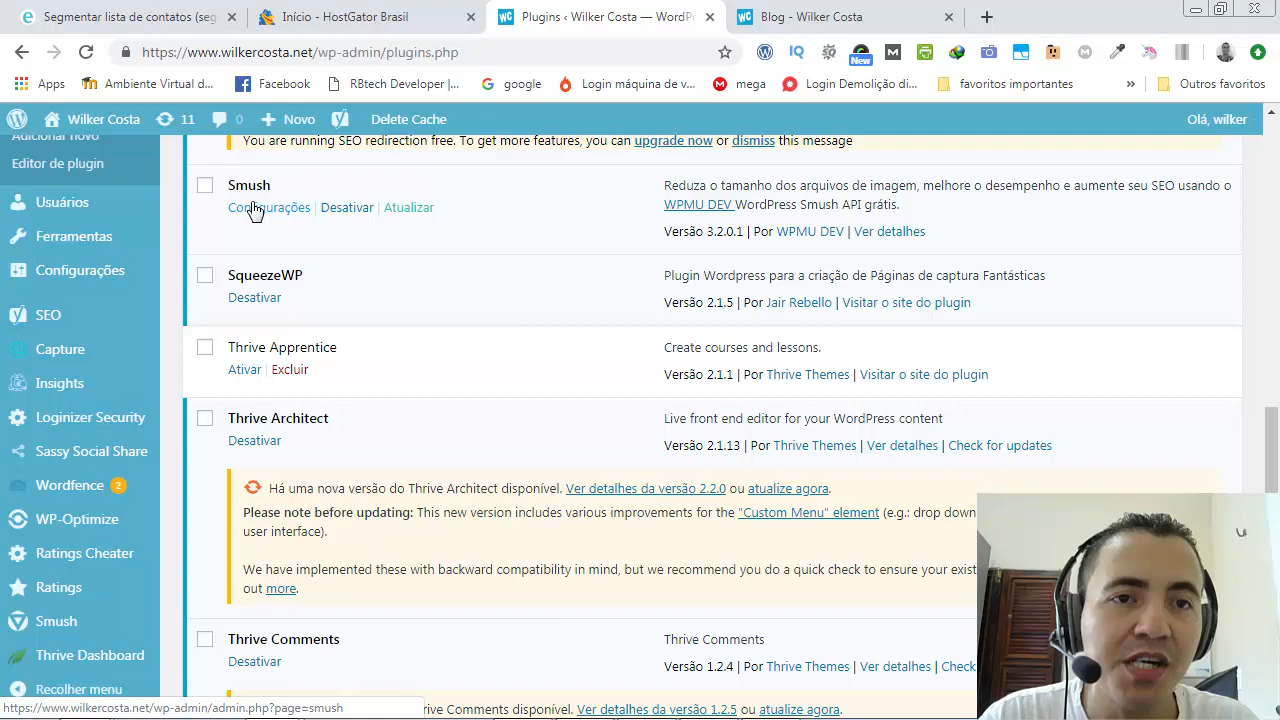 Segmentar lista de contatos (seg
Início - HostGator Brasil
Plugins ‹ Wilker Costa — WordPr
Blog - Wilker Costa
https://www.wilkercosta.net/wp-admin/plugins.php
New
Apps
Ambiente Virtual d...
Facebook
RBtech Developer |...
google
Login máquina de v...
mega
Login Demolição di...
favoritos importantes
»
Outros favoritos
Wilker Costa
11
0
Novo
Delete Cache
Olá, wilker
Adicionar novo
Editor de plugin
Usuários
Ferramentas
Configurações
SEO
Capture
Insights
Loginizer Security
Sassy Social Share
Wordfence 2
WP-Optimize
Ratings Cheater
Ratings
Smush
Thrive Dashboard
Recolher menu
You are running SEO redirection free. To get more features, you can upgrade now or dismiss this message
Smush
Configurações | Desativar | Atualizar
Reduza o tamanho dos arquivos de imagem, melhore o desempenho e aumente seu SEO usando o
WPMU DEV WordPress Smush API grátis.
Versão 3.2.0.1 | Por WPMU DEV | Ver detalhes
SqueezeWP
Desativar
Plugin Wordpress para a criação de Páginas de captura Fantásticas
Versão 2.1.5 | Por Jair Rebello | Visitar o site do plugin
Thrive Apprentice
Ativar | Excluir
Create courses and lessons.
Versão 2.1.1 | Por Thrive Themes | Visitar o site do plugin
Thrive Architect
Desativar
Live front end editor for your WordPress content
Versão 2.1.13 | Por Thrive Themes | Ver detalhes | Check for updates
Há uma nova versão do Thrive Architect disponível. Ver detalhes da versão 2.2.0 ou atualize agora.
Please note before updating: This new version includes various improvements for the "Custom Menu" element (e.g.: drop down
user interface).
We have implemented these with backward compatibility in mind, but we recommend you do a quick check to ensure your exist
out more.
Thrive Comments
Desativar
Thrive Comments
Versão 1.2.4 | Por Thrive Themes | Ver detalhes | Check
Thrive Comments disponível. Ver detalhes da versão 1.2.5 ou atualize agora.
https://www.wilkercosta.net/wp-admin/admin.php?page=smush